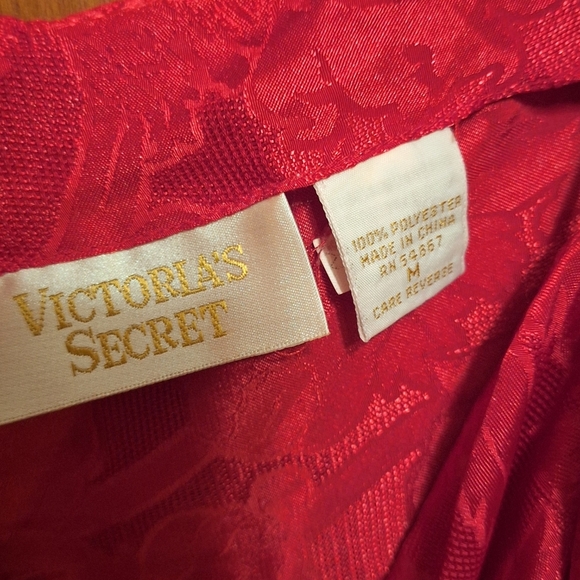 VICTORIA'S
SECRET
100% POLYESTER
MADE IN CHINA
RN 54867
M
CARE REVERSE